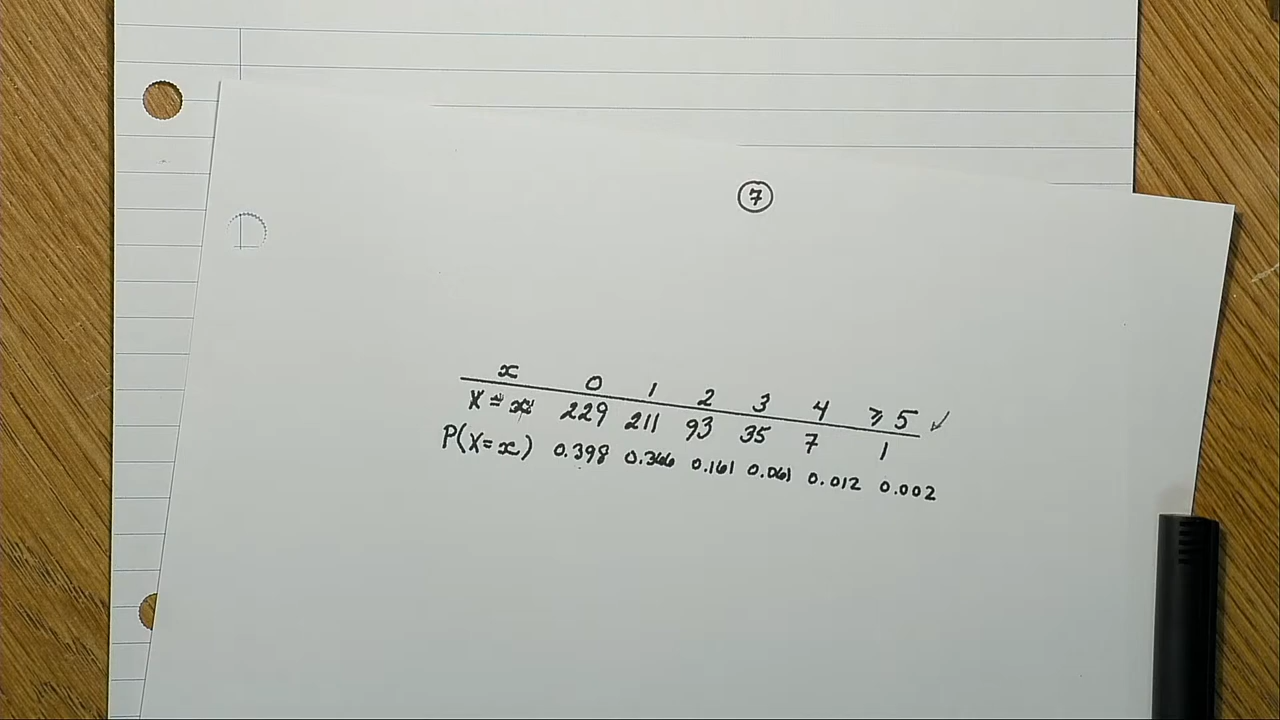 7
x 0 1 2 3 4 ≥ 5 ✓
X = x 229 211 93 35 7 1
P(X=x) 0.398 0.366 0.161 0.061 0.012 0.002